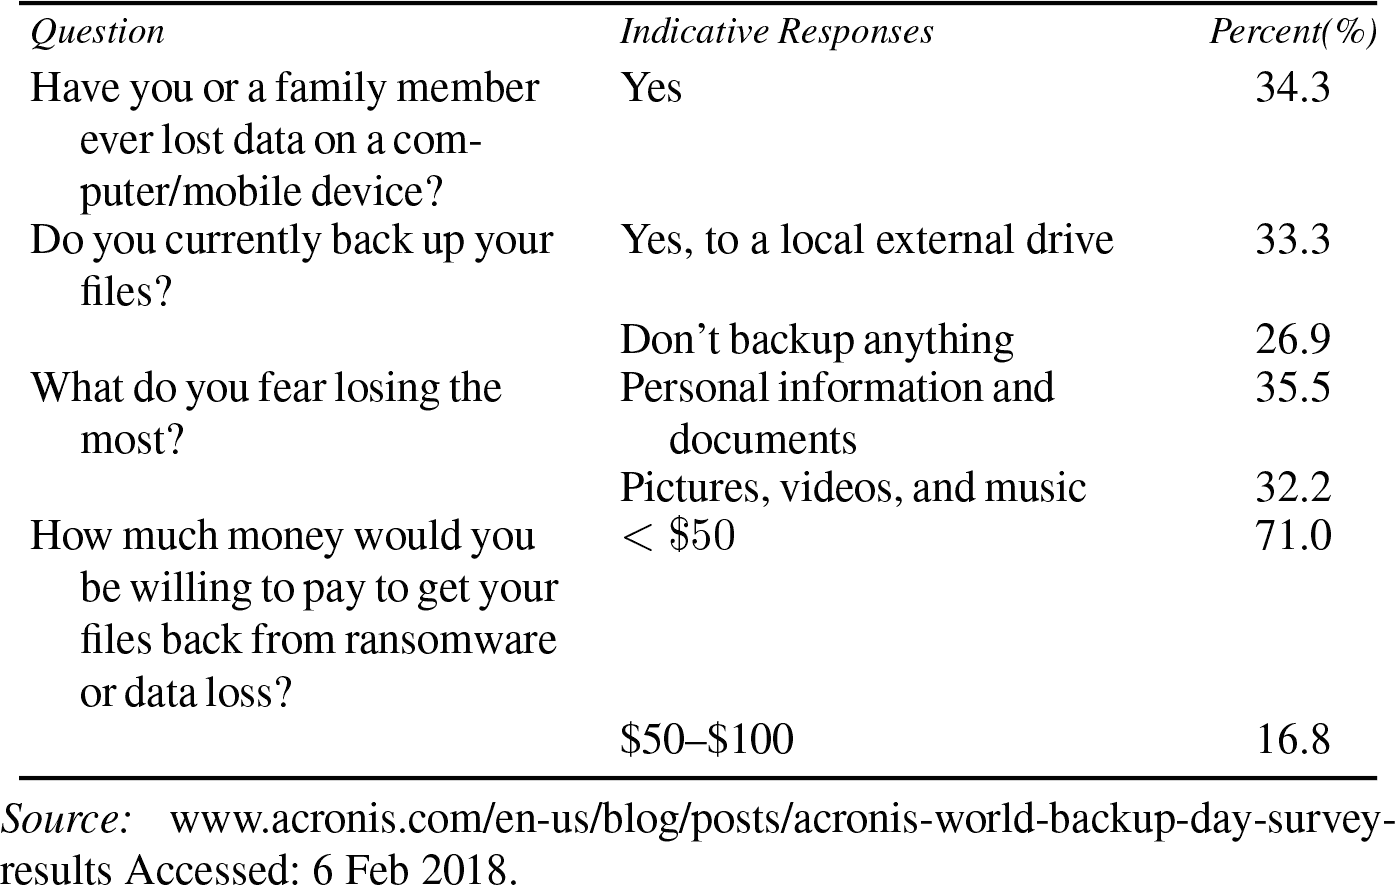 Question Indicative Responses Percent(%)
Have you or a family member Yes 34.3
ever lost data on a com-
puter/mobile device?
Do you currently back up your Yes, to a local external drive 33.3
files?
Don’t backup anything 26.9
What do you fear losing the Personal information and 35.5
most? documents
Pictures, videos, and music 32.2
How much money would you < $50 71.0
be willing to pay to get your
files back from ransomware
or data loss?
$50–$100 16.8
Source: www.acronis.com/en-us/blog/posts/acronis-world-backup-day-survey-
results Accessed: 6 Feb 2018.